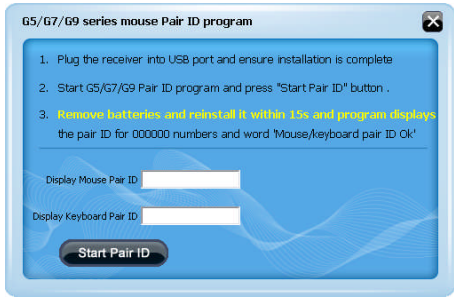 G5/G7/G9 series mouse Pair ID program
1. Plug the receiver into USB port and ensure installation is complete
2. Start G5/G7/G9 Pair ID program and press "Start Pair ID" button .
3. Remove batteries and reinstall it within 15s and program displays
the pair ID for 000000 numbers and word 'Mouse/keyboard pair ID Ok'
Display Mouse Pair ID
Display Keyboard Pair ID
Start Pair ID